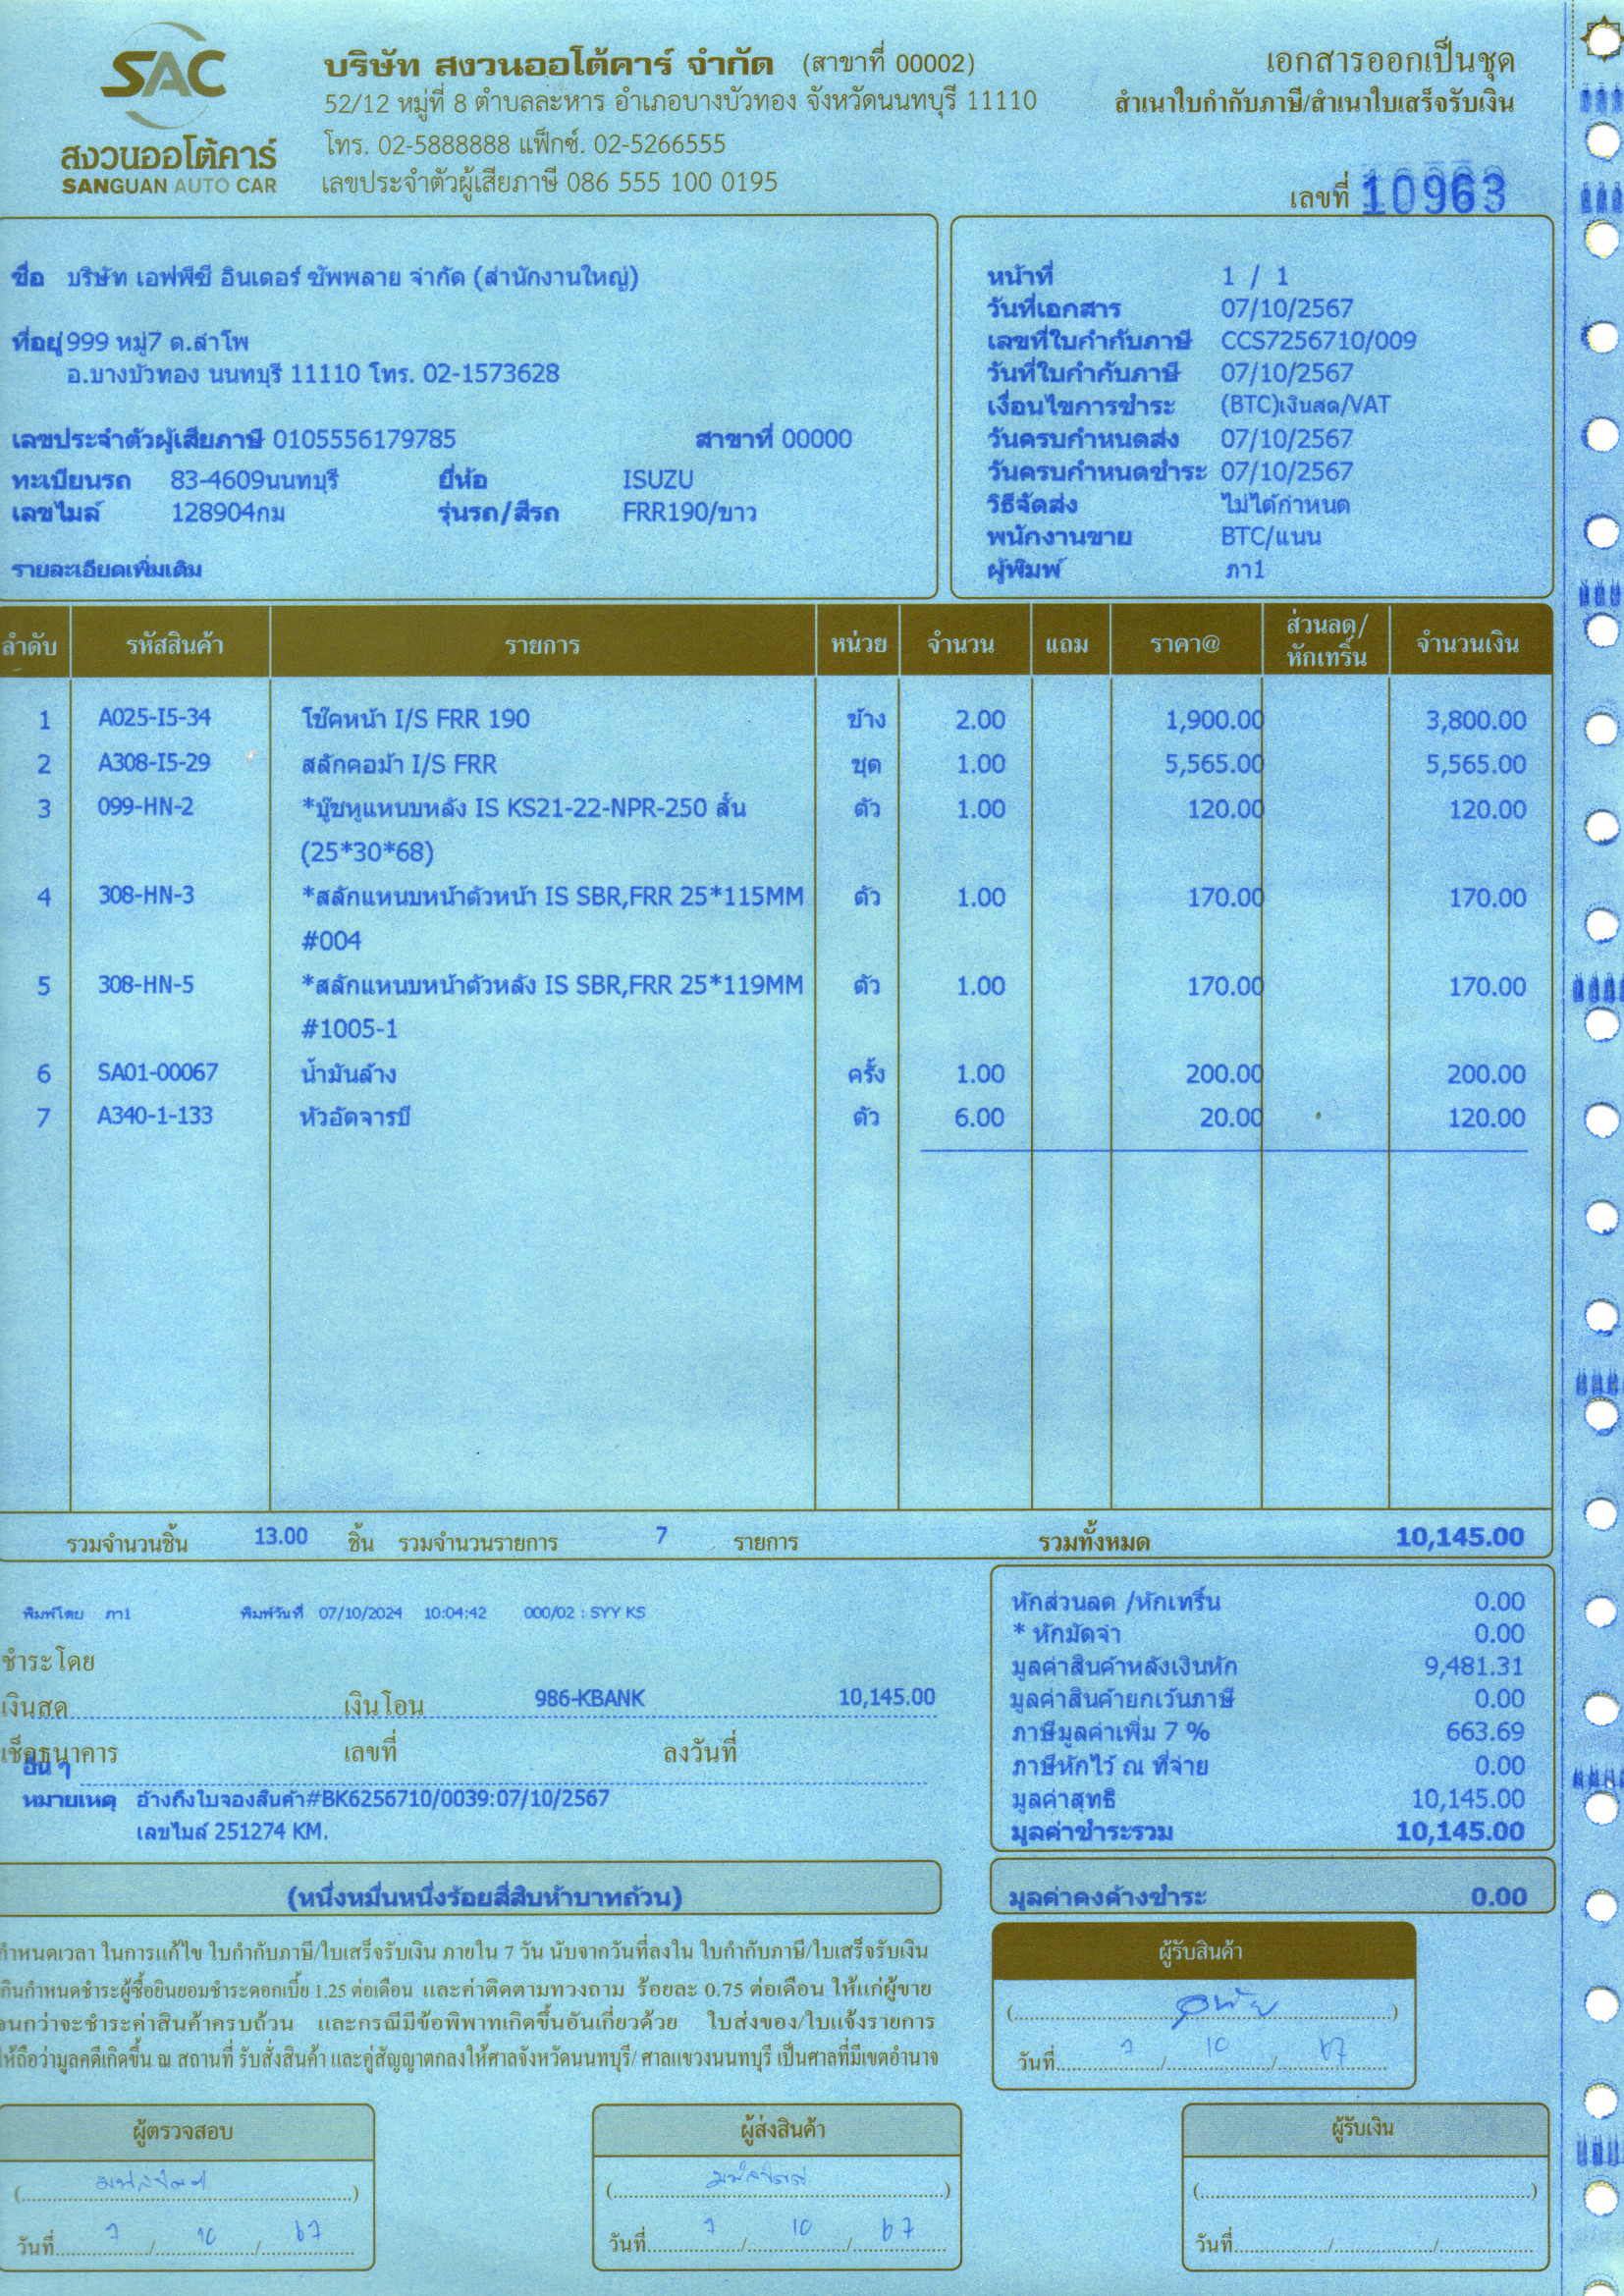 SAC
สงวนออโต้คาร์
SANGUAN AUTO CAR
บริษัท สงวนออโต้คาร์ จำกัด (สาขาที่ 00002)
52/12 หมู่ที่ 8 ตำบลละหาร อำเภอบางบัวทอง จังหวัดนนทบุรี 11110
โทร. 02-5888888 แฟ็กซ์. 02-5266555
เลขประจำตัวผู้เสียภาษี 086 555 100 0195
เอกสารออกเป็นชุด
สำเนาใบกำกับภาษี/สำเนาใบเสร็จรับเงิน
เลขที่ 10963
ชื่อ บริษัท เอฟพีซี อินเตอร์ ซัพพลาย จำกัด (สำนักงานใหญ่)
ที่อยู่ 999 หมู่7 ต.ลำโพ
อ.บางบัวทอง นนทบุรี 11110 โทร. 02-1573628
เลขประจำตัวผู้เสียภาษี 0105556179785 สาขาที่ 00000
ทะเบียนรถ 83-4609นนทบุรี ยี่ห้อ ISUZU
เลขไมล์ 128904กม รุ่นรถ/สีรถ FRR190/ขาว
รายละเอียดเพิ่มเติม
หน้าที่ 1 / 1
วันที่เอกสาร 07/10/2567
เลขที่ใบกำกับภาษี CCS7256710/009
วันที่ใบกำกับภาษี 07/10/2567
เงื่อนไขการชำระ (BTC)เงินสด/VAT
วันครบกำหนดส่ง 07/10/2567
วันครบกำหนดชำระ 07/10/2567
วิธีจัดส่ง ไม่ได้กำหนด
พนักงานขาย BTC/แนน
ผู้พิมพ์ ภา1
ลำดับ รหัสสินค้า รายการ หน่วย จำนวน แถม ราคา@ ส่วนลด/หักเทริ์น จำนวนเงิน
1 A025-I5-34 โช๊คหน้า I/S FRR 190 ข้าง 2.00 1,900.00 3,800.00
2 A308-I5-29 สลักคอม้า I/S FRR ชุด 1.00 5,565.00 5,565.00
3 099-HN-2 *บู๊ชหูแหนบหลัง IS KS21-22-NPR-250 สั้น ตัว 1.00 120.00 120.00
(25*30*68)
4 308-HN-3 *สลักแหนบหน้าตัวหน้า IS SBR,FRR 25*115MM ตัว 1.00 170.00 170.00
#004
5 308-HN-5 *สลักแหนบหน้าตัวหลัง IS SBR,FRR 25*119MM ตัว 1.00 170.00 170.00
#1005-1
6 SA01-00067 น้ำมันล้าง ครั้ง 1.00 200.00 200.00
7 A340-1-133 หัวอัดจารบี ตัว 6.00 20.00 120.00
รวมจำนวนชิ้น 13.00 ชิ้น รวมจำนวนรายการ 7 รายการ รวมทั้งหมด 10,145.00
พิมพ์โดย ภา1 พิมพ์วันที่ 07/10/2024 10:04:42 000/02 : SYY KS
ชำระโดย
เงินสด เงินโอน 986-KBANK 10,145.00
เช็คธนาคาร เลขที่ ลงวันที่
อื่น ๆ
หมายเหตุ อ้างถึงใบจองสินค้า#BK6256710/0039:07/10/2567
เลขไมล์ 251274 KM.
หักส่วนลด /หักเทริ์น 0.00
* หักมัดจำ 0.00
มูลค่าสินค้าหลังเงินหัก 9,481.31
มูลค่าสินค้ายกเว้นภาษี 0.00
ภาษีมูลค่าเพิ่ม 7 % 663.69
ภาษีหักไว้ ณ ที่จ่าย 0.00
มูลค่าสุทธิ 10,145.00
มูลค่าชำระรวม 10,145.00
(หนึ่งหมื่นหนึ่งร้อยสี่สิบห้าบาทถ้วน)
มูลค่าคงค้างชำระ 0.00
กำหนดเวลา ในการแก้ไข ใบกำกับภาษี/ใบเสร็จรับเงิน ภายใน 7 วัน นับจากวันที่ลงใน ใบกำกับภาษี/ใบเสร็จรับเงิน
กินกำหนดชำระผู้ซื้อยินยอมชำระดอกเบี้ย 1.25 ต่อเดือน และค่าติดตามทวงถาม ร้อยละ 0.75 ต่อเดือน ให้แก่ผู้ขาย
จนกว่าจะชำระค่าสินค้าครบถ้วน และกรณีมีข้อพิพาทเกิดขึ้นอันเกี่ยวด้วย ใบส่งของ/ใบแจ้งรายการ
ให้ถือว่ามูลคดีเกิดขึ้น ณ สถานที่ รับสั่งสินค้า และคู่สัญญาตกลงให้ศาลจังหวัดนนทบุรี/ ศาลแขวงนนทบุรี เป็นศาลที่มีเขตอำนาจ
ผู้รับสินค้า
วันที่ 7 / 10 / 67
ผู้ตรวจสอบ
วันที่ 7 / 10 / 67
ผู้ส่งสินค้า
วันที่ 7 / 10 / 67
ผู้รับเงิน
วันที่ / /